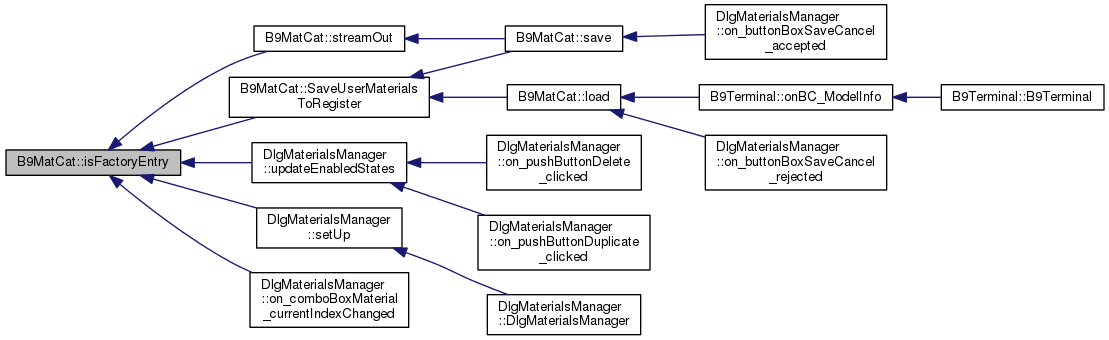 B9MatCat::isFactoryEntry
B9MatCat::streamOut
B9MatCat::save
DlgMaterialsManager
::on_buttonBoxSaveCancel
_accepted
B9MatCat::SaveUserMaterials
ToRegister
B9MatCat::load
B9Terminal::onBC_ModelInfo
B9Terminal::B9Terminal
DlgMaterialsManager
::on_buttonBoxSaveCancel
_rejected
DlgMaterialsManager
::updateEnabledStates
DlgMaterialsManager
::on_pushButtonDelete
_clicked
DlgMaterialsManager
::on_pushButtonDuplicate
_clicked
DlgMaterialsManager
::setUp
DlgMaterialsManager
::DlgMaterialsManager
DlgMaterialsManager
::on_comboBoxMaterial
_currentIndexChanged